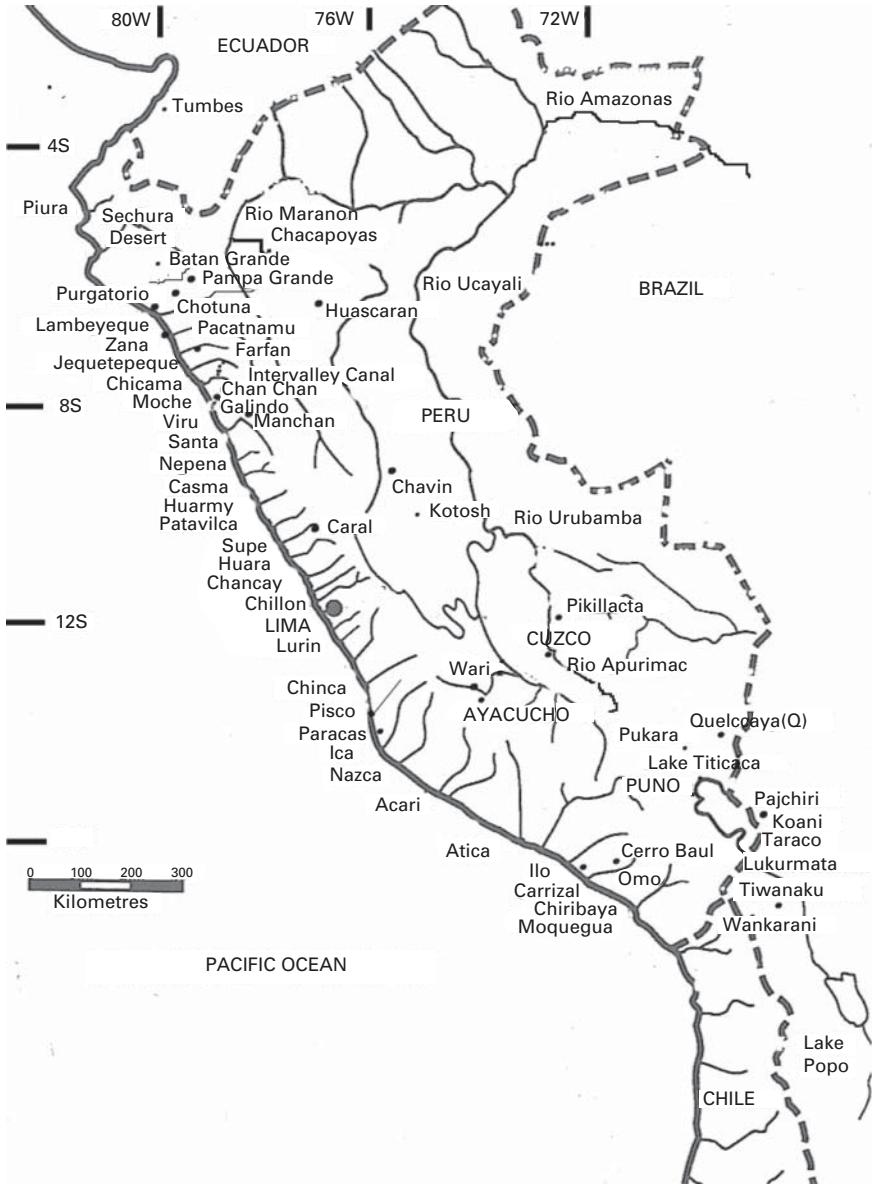 80W
76W
72W
ECUADOR
Rio Amazonas
Tumbes
4S
Piura
Sechura
Desert
Rio Maranon
Chacapoyas
Batan Grande
Pampa Grande
Rio Ucayali
BRAZIL
Purgatorio
Chotuna
Huascaran
Lambeyeque
Pacatnamu
Zana
Farfan
Jequetepeque
Intervalley Canal
Chicama
Chan Chan
Moche
Galindo
8S
PERU
Viru
Manchan
Santa
Nepena
Chavin
Casma
Huarmy
Kotosh
Patavilca
Caral
Rio Urubamba
Supe
Huara
Chancay
Chillon
Pikillacta
12S
LIMA
CUZCO
Lurin
Wari
Rio Apurimac
Chinca
Pisco
AYACUCHO
Quelcdaya(Q)
Paracas
Pukara
Ica
Lake Titicaca
Nazca
PUNO
Acari
Pajchiri
Koani
Taraco
Atica
Cerro Baul
Lukurmata
Ilo
Omo
Carrizal
Tiwanaku
Chiribaya
Moquegua
Wankarani
0 100 200 300
Kilometres
PACIFIC OCEAN
Lake
Popo
CHILE